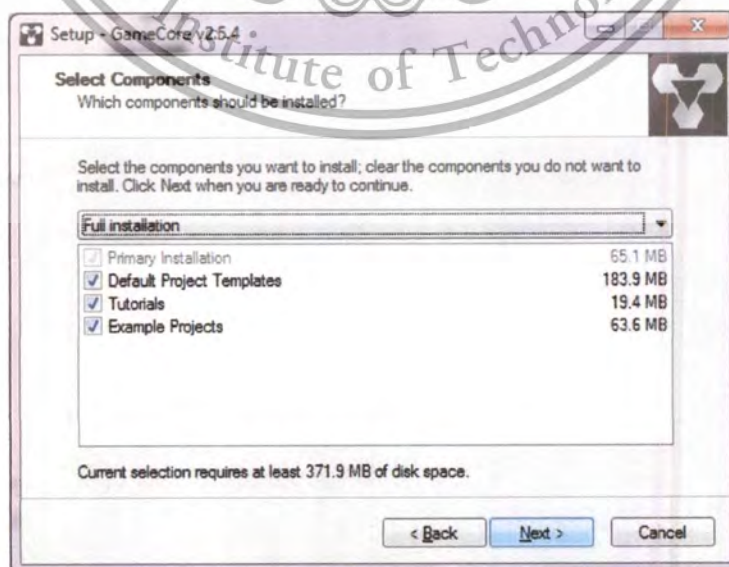 Institute of Technolo
Setup - GameCore v2.5.4
Select Components
Which components should be installed?
Select the components you want to install; clear the components you do not want to
install. Click Next when you are ready to continue.
Full installation
Primary Installation 65.1 MB
Default Project Templates 183.9 MB
Tutorials 19.4 MB
Example Projects 63.6 MB
Current selection requires at least 371.9 MB of disk space.
< Back Next > Cancel